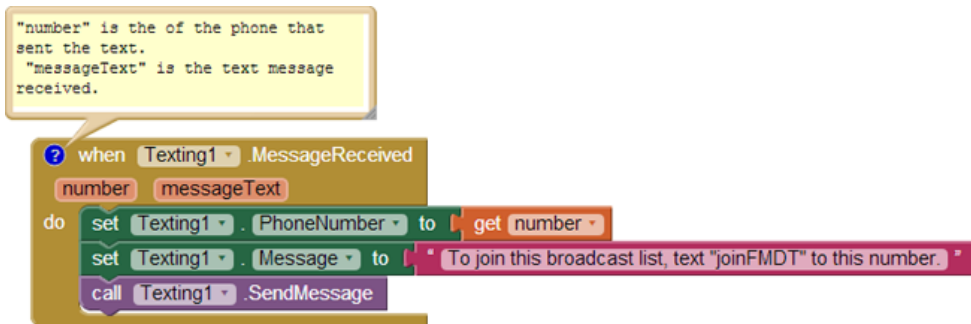 "number" is the of the phone that
sent the text.
"messageText" is the text message
received.
? when Texting1 .MessageReceived
number messageText
do set Texting1 . PhoneNumber to get number
set Texting1 . Message to " To join this broadcast list, text "joinFMDT" to this number. "
call Texting1 .SendMessage